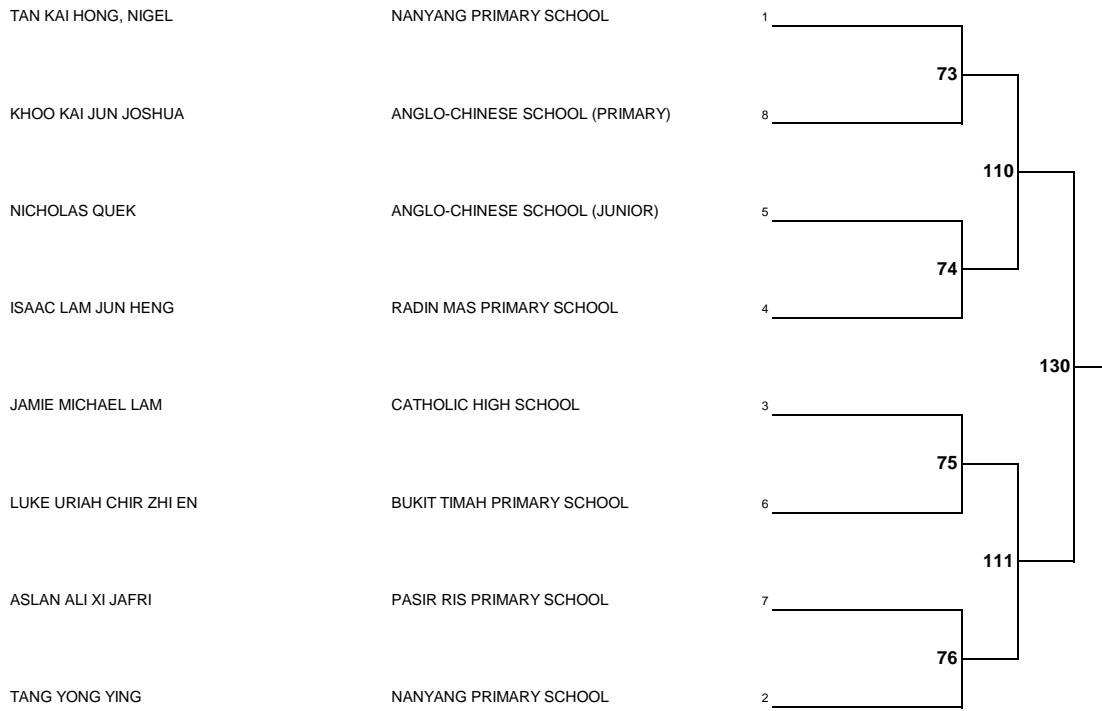 TAN KAI HONG, NIGEL NANYANG PRIMARY SCHOOL 1
73
KHOO KAI JUN JOSHUA ANGLO-CHINESE SCHOOL (PRIMARY) 8
110
NICHOLAS QUEK ANGLO-CHINESE SCHOOL (JUNIOR) 5
74
ISAAC LAM JUN HENG RADIN MAS PRIMARY SCHOOL 4
130
JAMIE MICHAEL LAM CATHOLIC HIGH SCHOOL 3
75
LUKE URIAH CHIR ZHI EN BUKIT TIMAH PRIMARY SCHOOL 6
111
ASLAN ALI XI JAFRI PASIR RIS PRIMARY SCHOOL 7
76
TANG YONG YING NANYANG PRIMARY SCHOOL 2